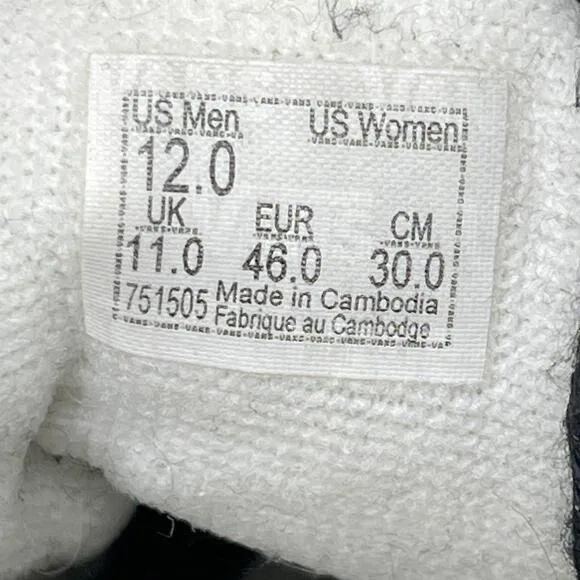 US Men US Women
12.0
UK EUR CM
11.0 46.0 30.0
751505 Made in Cambodia
Fabrique au Cambodge